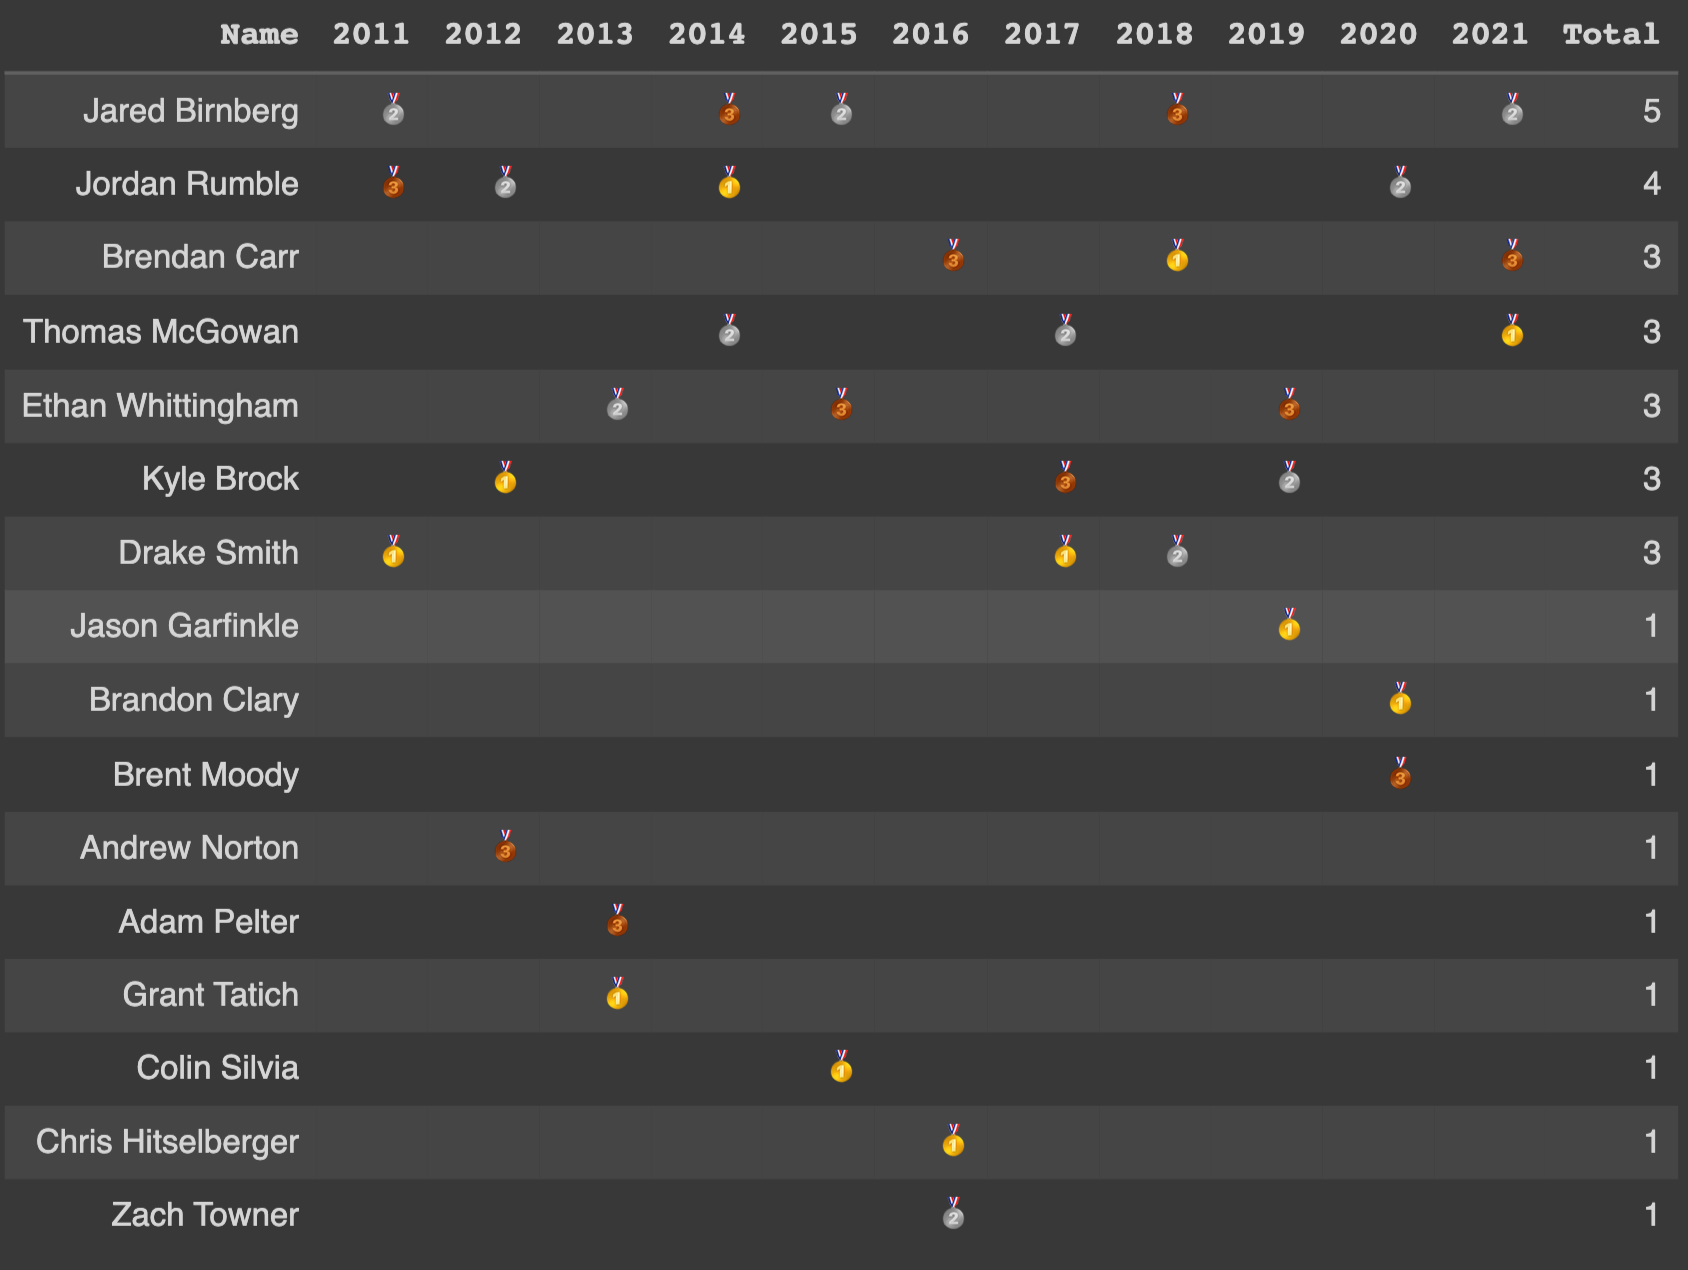 Name 2011 2012 2013 2014 2015 2016 2017 2018 2019 2020 2021 Total
Jared Birnberg 2 3 2 3 2 5
Jordan Rumble 3 2 1 2 4
Brendan Carr 3 1 3 3
Thomas McGowan 2 2 1 3
Ethan Whittingham 2 3 3 3
Kyle Brock 1 3 2 3
Drake Smith 1 1 2 3
Jason Garfinkle 1 1
Brandon Clary 1 1
Brent Moody 3 1
Andrew Norton 3 1
Adam Pelter 3 1
Grant Tatich 1 1
Colin Silvia 1 1
Chris Hitselberger 1 1
Zach Towner 2 1